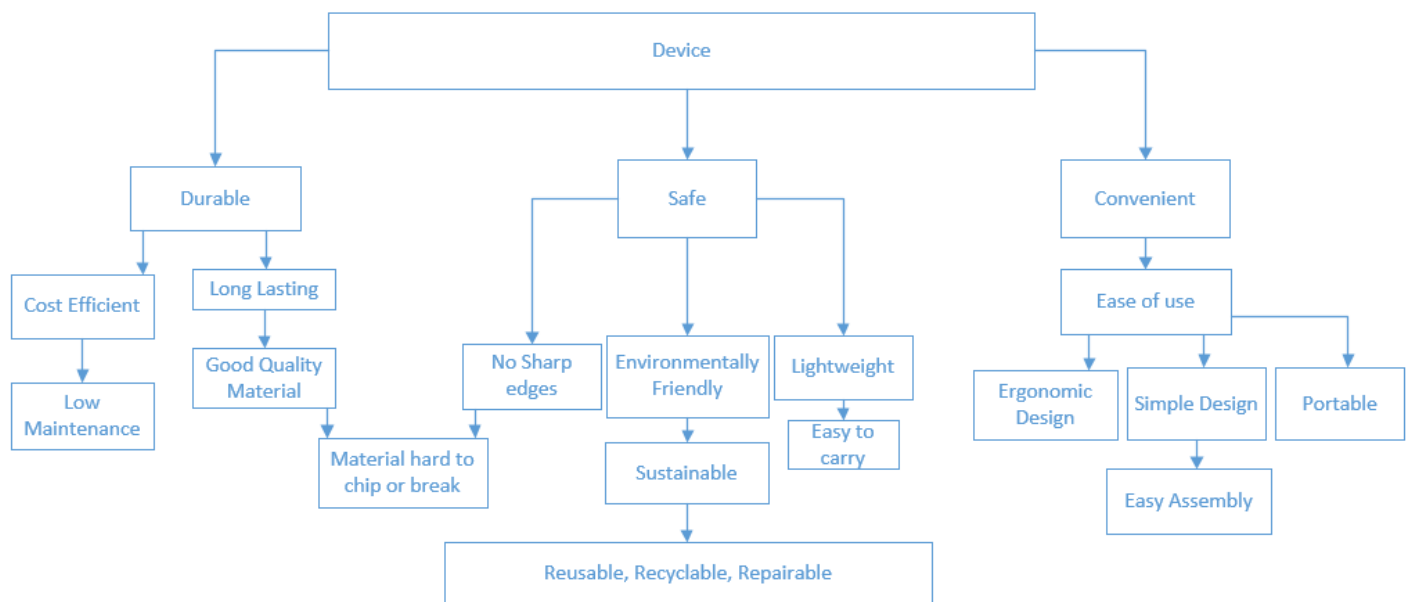 Device
Durable
Safe
Convenient
Cost Efficient
Long Lasting
Ease of use
Low
Maintenance
Good Quality
Material
No Sharp
edges
Environmentally
Friendly
Lightweight
Ergonomic
Design
Simple Design
Portable
Material hard to
chip or break
Sustainable
Easy to
carry
Easy Assembly
Reusable, Recyclable, Repairable